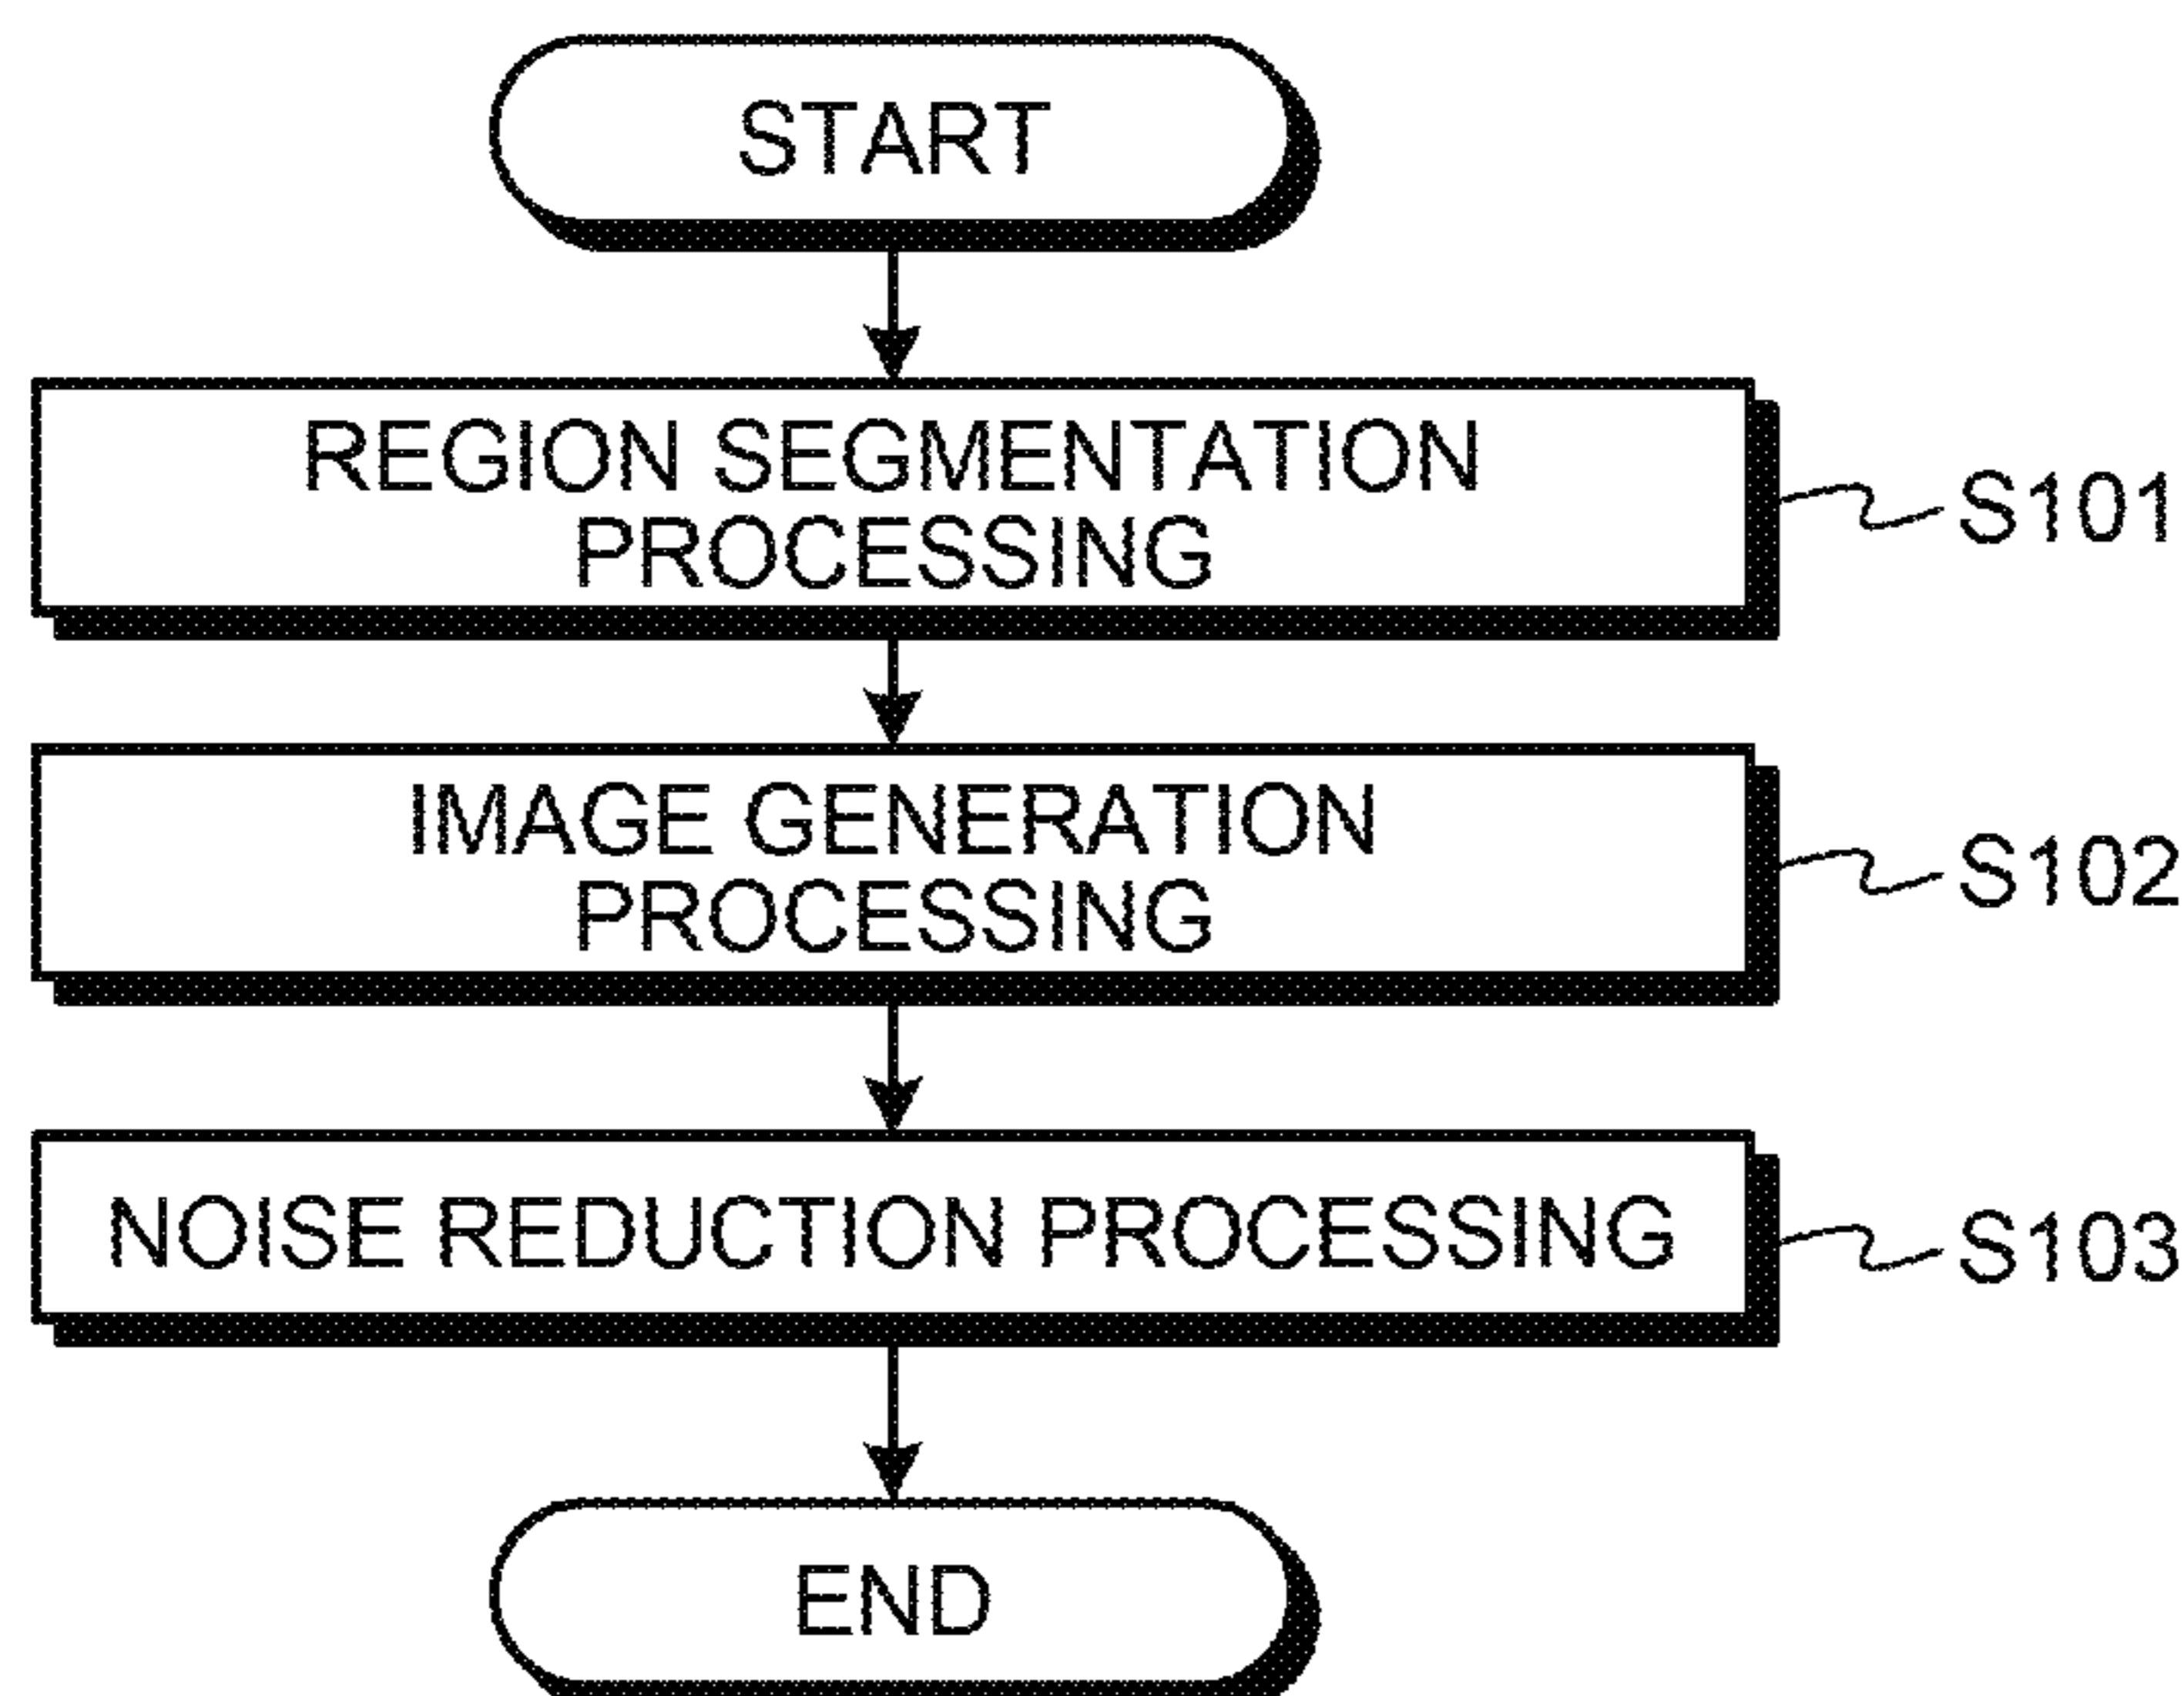 START
REGION SEGMENTATION
PROCESSING
S101
IMAGE GENERATION
PROCESSING
S102
NOISE REDUCTION PROCESSING
S103
END